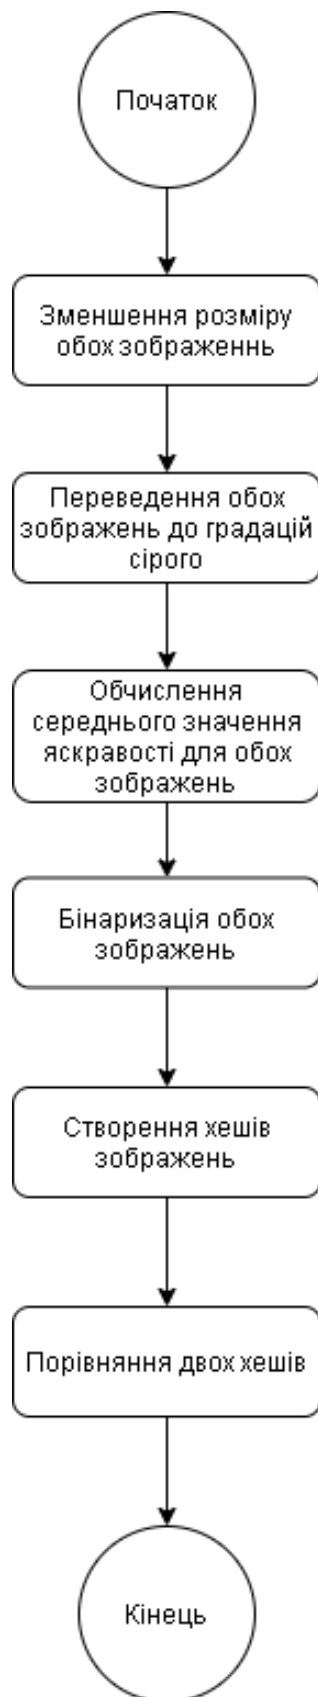 Початок
Зменшення розміру
обох зображеннь
Переведення обох
зображень до градацій
сірого
Обчислення
середнього значення
яскравості для обох
зображень
Бінаризація обох
зображень
Створення хешів
зображень
Порівняння двох хешів
Кінець